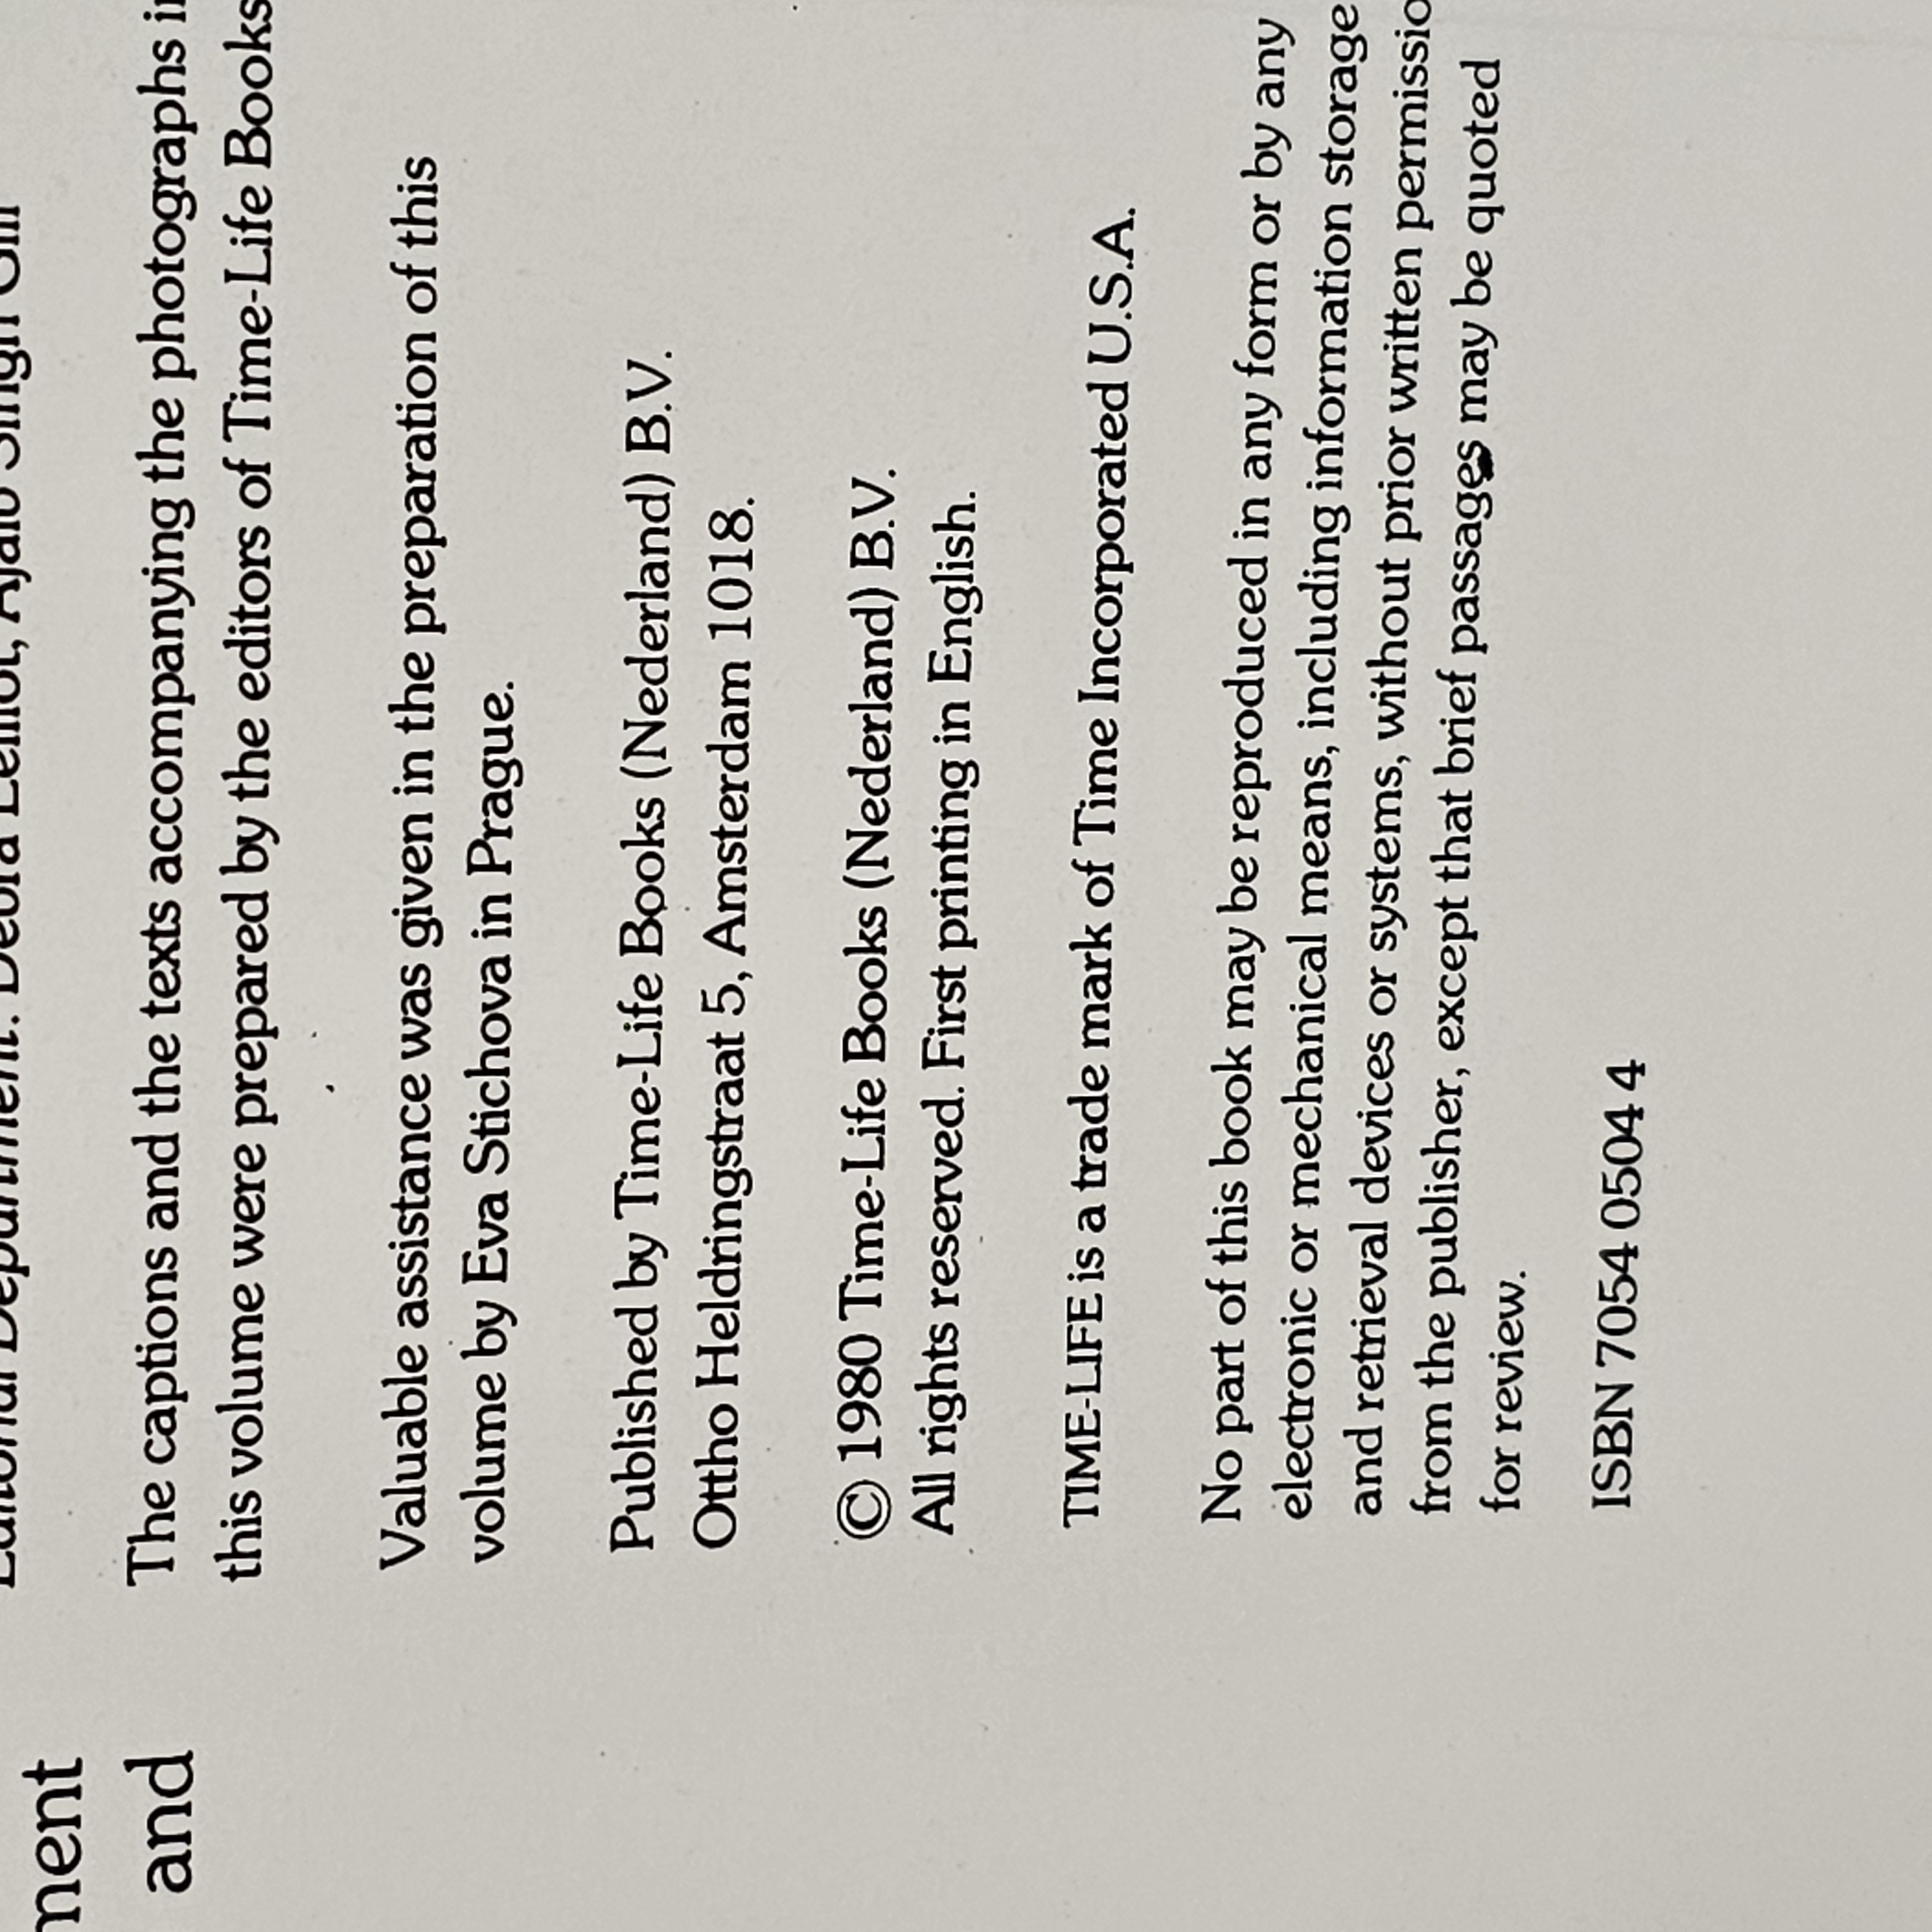 ment
and
Editorial Department: Debra Lelliot, Ajaib Singh Gill
The captions and the texts accompanying the photographs in
this volume were prepared by the editors of Time-Life Books
Valuable assistance was given in the preparation of this
volume by Eva Stichova in Prague.
Published by Time-Life Books (Nederland) B.V.
Ottho Heldringstraat 5, Amsterdam 1018.
© 1980 Time-Life Books (Nederland) B.V.
All rights reserved. First printing in English.
TIME-LIFE is a trade mark of Time Incorporated U.S.A.
No part of this book may be reproduced in any form or by any
electronic or mechanical means, including information storage
and retrieval devices or systems, without prior written permissio
from the publisher, except that brief passages may be quoted
for review.
ISBN 7054 0504 4